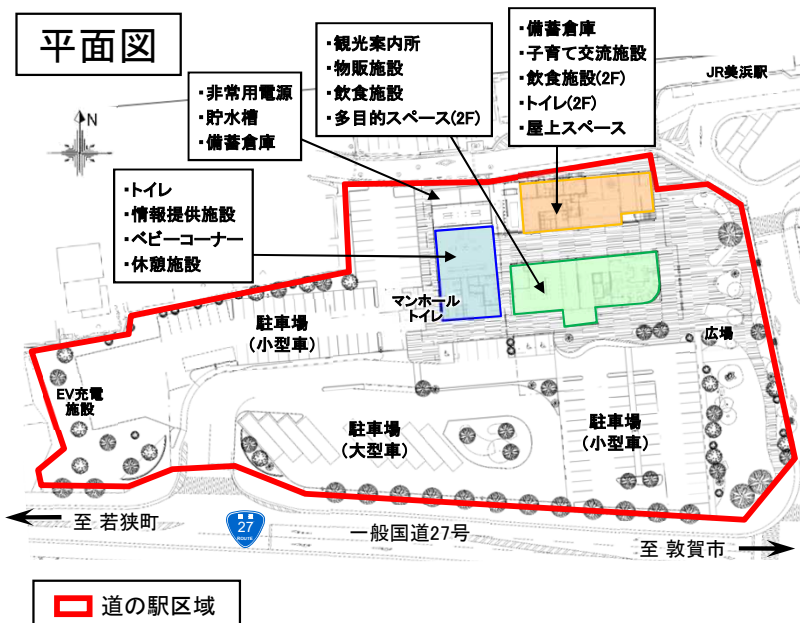 平面図
N
・非常用電源
・貯水槽
・備蓄倉庫
・観光案内所
・物販施設
・飲食施設
・多目的スペース(2F)
・備蓄倉庫
・子育て交流施設
・飲食施設(2F)
・トイレ(2F)
・屋上スペース
JR美浜駅
・トイレ
・情報提供施設
・ベビーコーナー
・休憩施設
マンホール
トイレ
駐車場
(小型車)
広場
EV充電
施設
駐車場
(大型車)
駐車場
(小型車)
至 若狭町
27
ROUTE
一般国道27号
至 敦賀市
道の駅区域